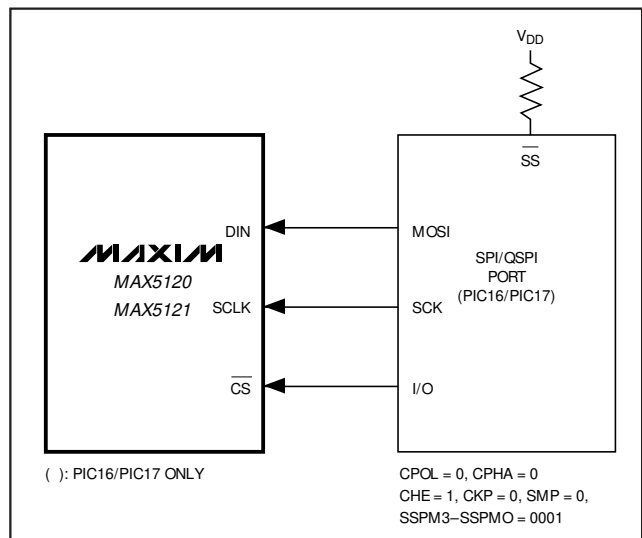 VDD
SS
DIN
MOSI
MAXIM
MAX5120
MAX5121
SPI/QSPI
PORT
(PIC16/PIC17)
SCLK
SCK
CS
I/O
( ): PIC16/PIC17 ONLY
CPOL = 0, CPHA = 0
CHE = 1, CKP = 0, SMP = 0,
SSPM3–SSPMO = 0001